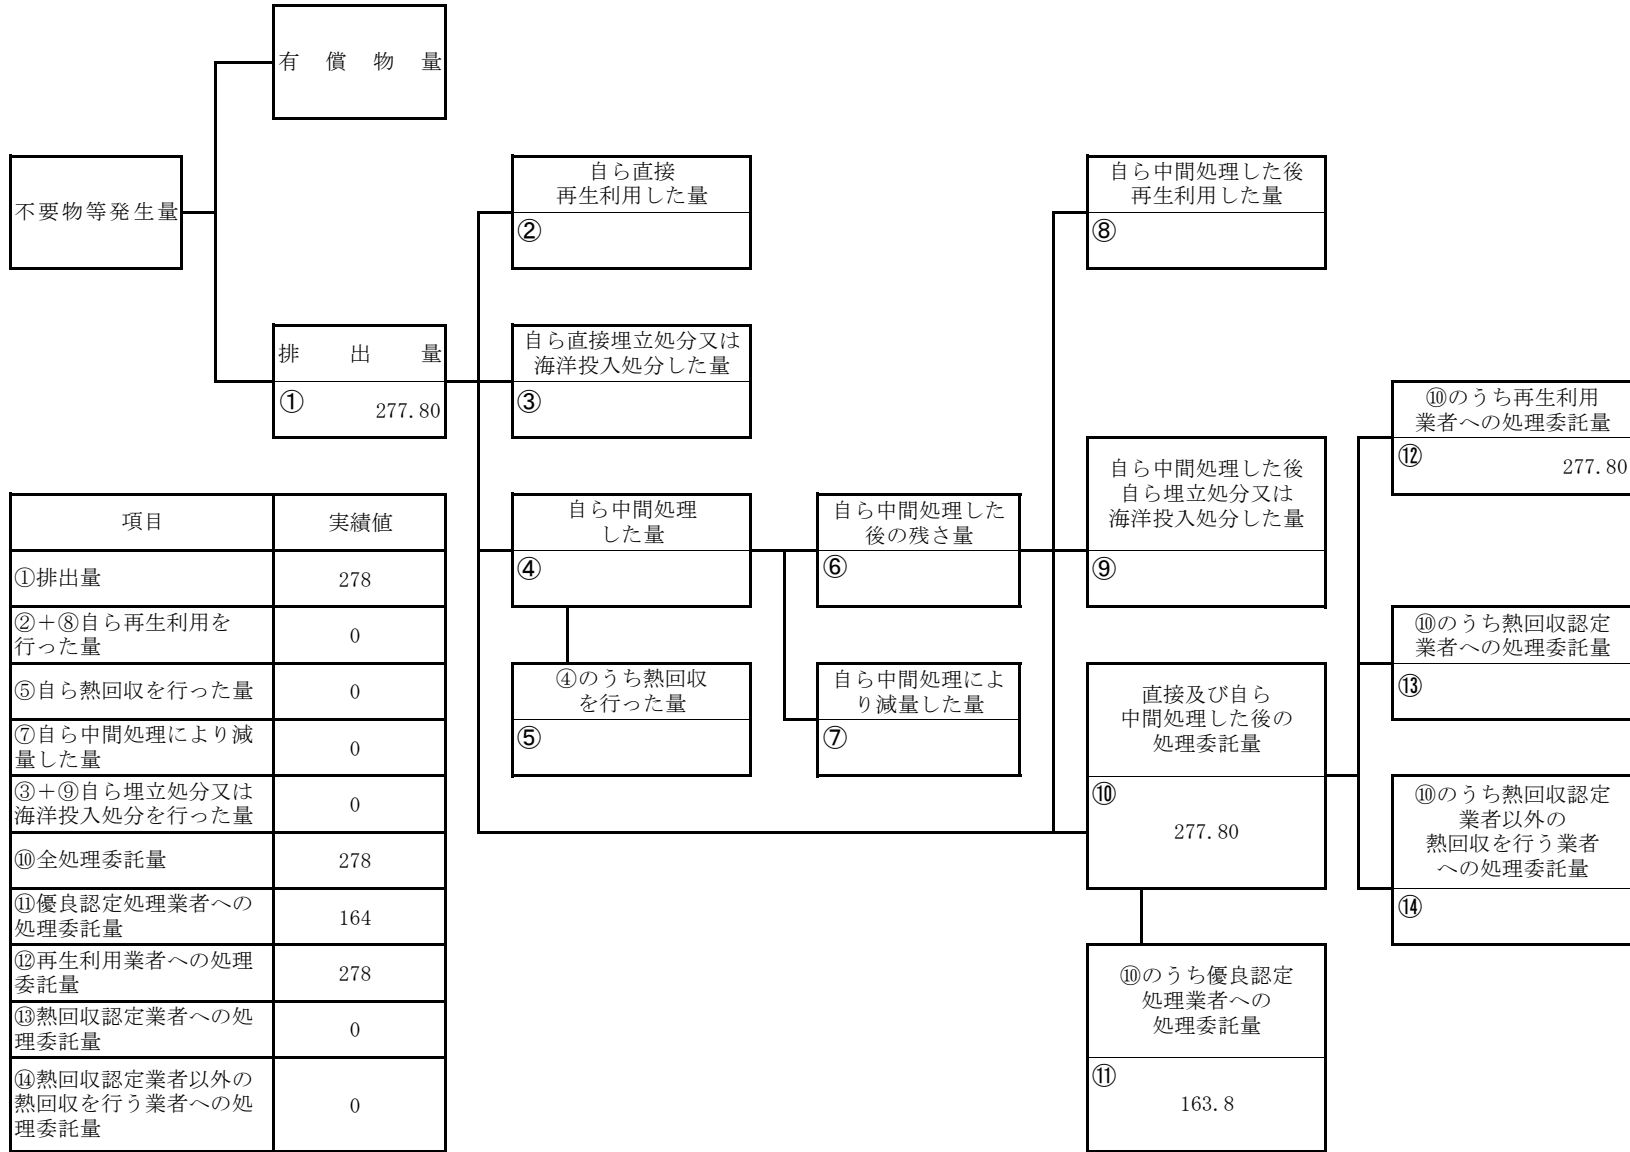 有償物量
不要物等発生量
排出量
① 277.80
自ら直接
再生利用した量
②
自ら直接埋立処分又は
海洋投入処分した量
③
自ら中間処理
した量
④
④のうち熱回収
を行った量
⑤
自ら中間処理した
後の残さ量
⑥
自ら中間処理によ
り減量した量
⑦
自ら中間処理した後
再生利用した量
⑧
自ら中間処理した後
自ら埋立処分又は
海洋投入処分した量
⑨
直接及び自ら
中間処理した後の
処理委託量
⑩
277.80
⑩のうち優良認定
処理業者への
処理委託量
⑪
163.8
⑩のうち再生利用
業者への処理委託量
⑫ 277.80
⑩のうち熱回収認定
業者への処理委託量
⑬
⑩のうち熱回収認定
業者以外の
熱回収を行う業者
への処理委託量
⑭
項目 実績値
①排出量 278
②＋⑧自ら再生利用を
行った量 0
⑤自ら熱回収を行った量 0
⑦自ら中間処理により減
量した量 0
③＋⑨自ら埋立処分又は
海洋投入処分を行った量 0
⑩全処理委託量 278
⑪優良認定処理業者への
処理委託量 164
⑫再生利用業者への処理
委託量 278
⑬熱回収認定業者への処
理委託量 0
⑭熱回収認定業者以外の
熱回収を行う業者への処
理委託量 0